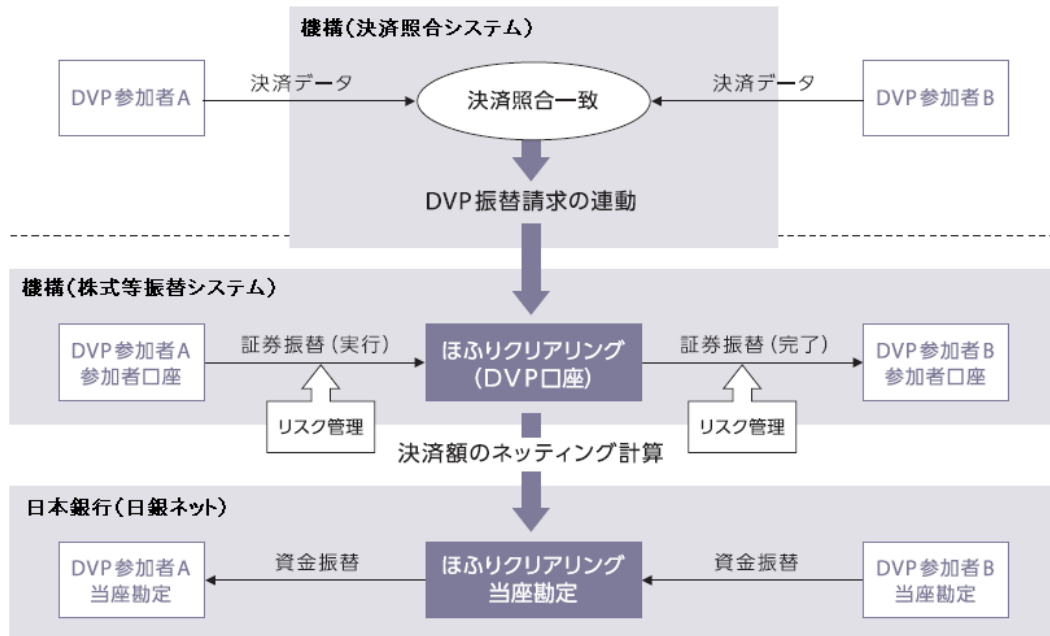 機構(決済照合システム)
DVP参加者A
決済データ
決済照合一致
決済データ
DVP参加者B
DVP振替請求の連動
機構(株式等振替システム)
DVP参加者A
参加者口座
証券振替(実行)
ほふりクリアリング
(DVP口座)
証券振替(完了)
DVP参加者B
参加者口座
リスク管理
リスク管理
決済額のネッティング計算
日本銀行(日銀ネット)
DVP参加者A
当座勘定
資金振替
ほふりクリアリング
当座勘定
資金振替
DVP参加者B
当座勘定